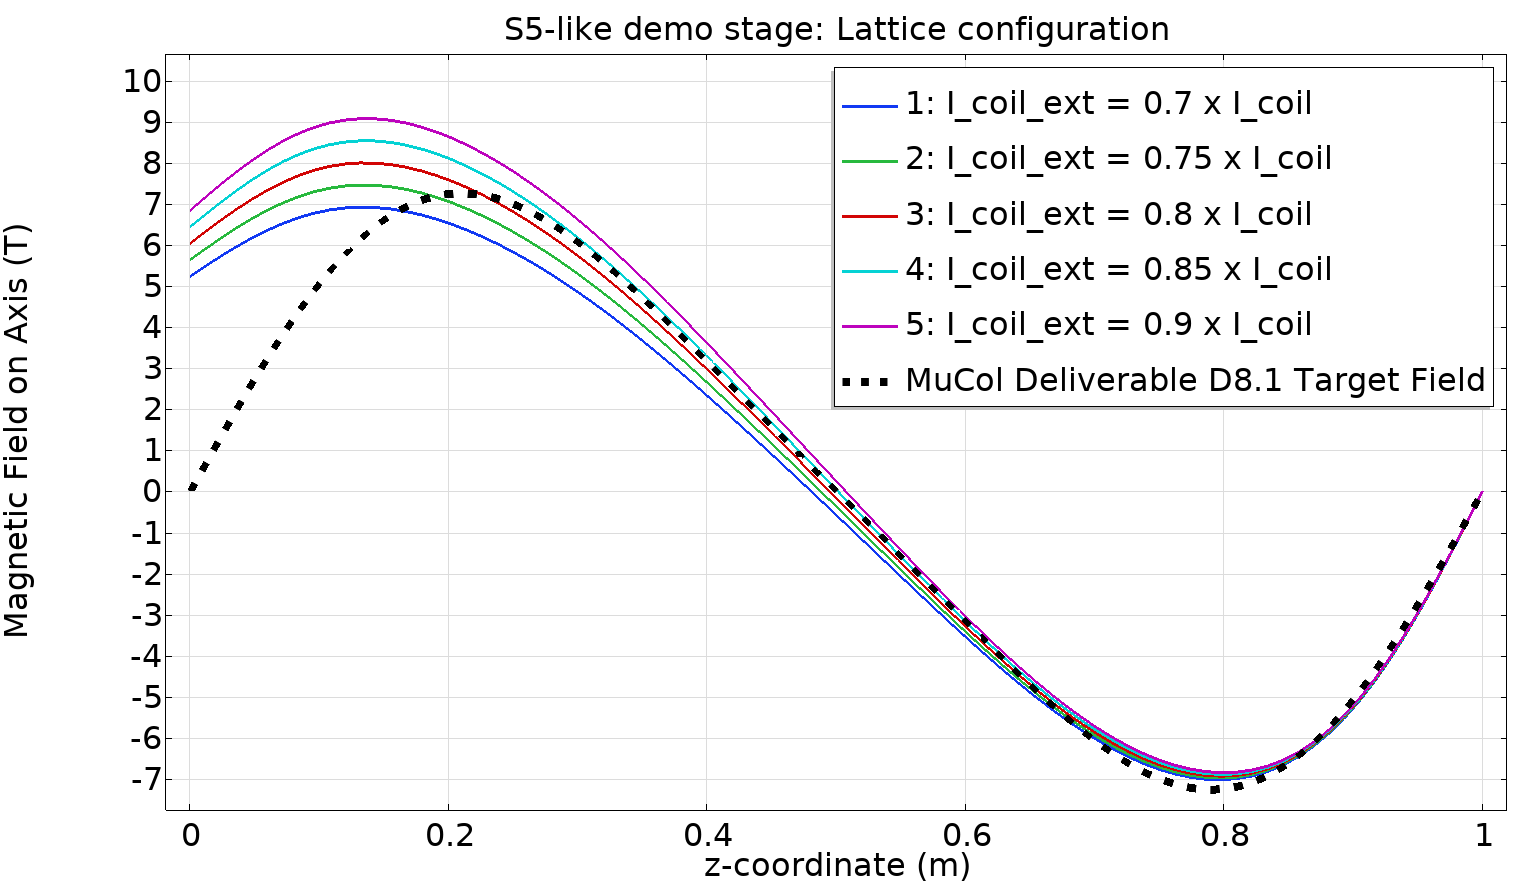 S5-like demo stage: Lattice configuration
Magnetic Field on Axis (T)
10
9
8
7
6
5
4
3
2
1
0
-1
-2
-3
-4
-5
-6
-7
1: I_coil_ext = 0.7 x I_coil
2: I_coil_ext = 0.75 x I_coil
3: I_coil_ext = 0.8 x I_coil
4: I_coil_ext = 0.85 x I_coil
5: I_coil_ext = 0.9 x I_coil
MuCol Deliverable D8.1 Target Field
0 0.2 0.4 0.6 0.8 1
z-coordinate (m)